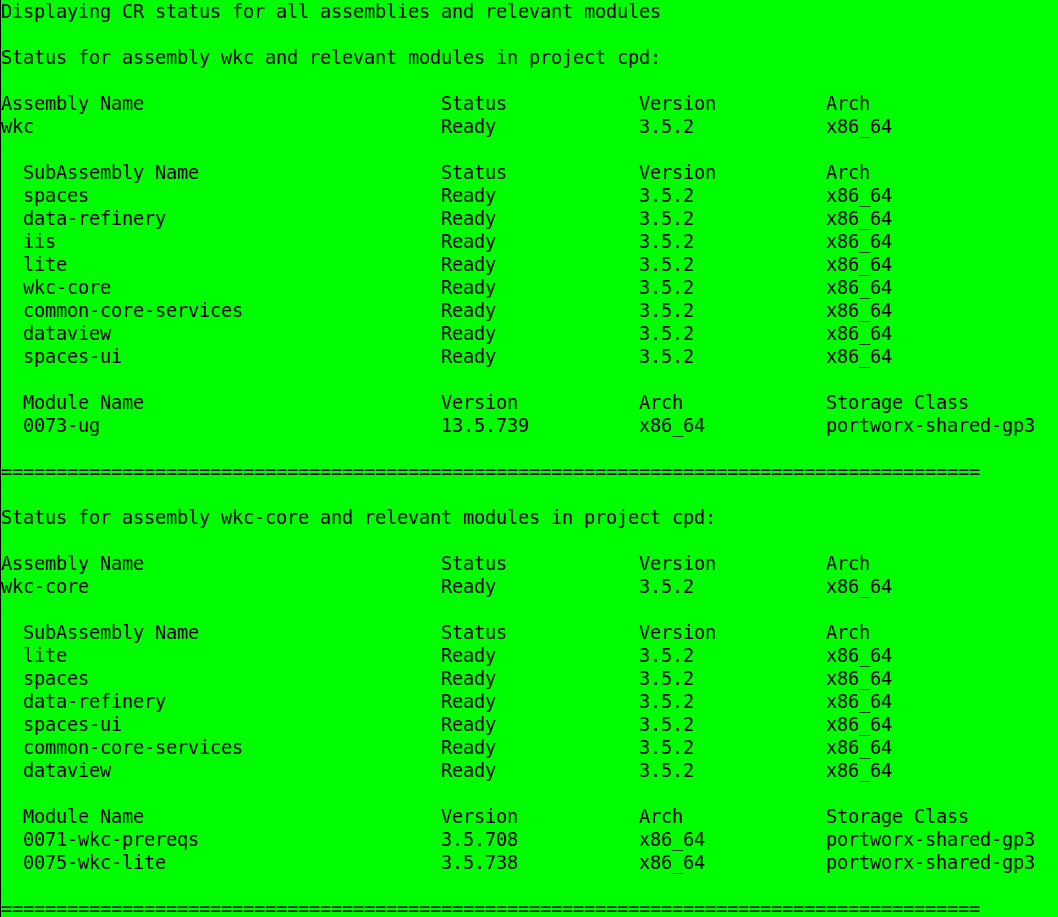 Displaying CR status for all assemblies and relevant modules
Status for assembly wkc and relevant modules in project cpd:
Assembly Name Status Version Arch
wkc Ready 3.5.2 x86_64
SubAssembly Name Status Version Arch
spaces Ready 3.5.2 x86_64
data-refinery Ready 3.5.2 x86_64
iis Ready 3.5.2 x86_64
lite Ready 3.5.2 x86_64
wkc-core Ready 3.5.2 x86_64
common-core-services Ready 3.5.2 x86_64
dataview Ready 3.5.2 x86_64
spaces-ui Ready 3.5.2 x86_64
Module Name Version Arch Storage Class
0073-ug 13.5.739 x86_64 portworx-shared-gp3
=========================================================================================
Status for assembly wkc-core and relevant modules in project cpd:
Assembly Name Status Version Arch
wkc-core Ready 3.5.2 x86_64
SubAssembly Name Status Version Arch
lite Ready 3.5.2 x86_64
spaces Ready 3.5.2 x86_64
data-refinery Ready 3.5.2 x86_64
spaces-ui Ready 3.5.2 x86_64
common-core-services Ready 3.5.2 x86_64
dataview Ready 3.5.2 x86_64
Module Name Version Arch Storage Class
0071-wkc-prereqs 3.5.708 x86_64 portworx-shared-gp3
0075-wkc-lite 3.5.738 x86_64 portworx-shared-gp3
=========================================================================================